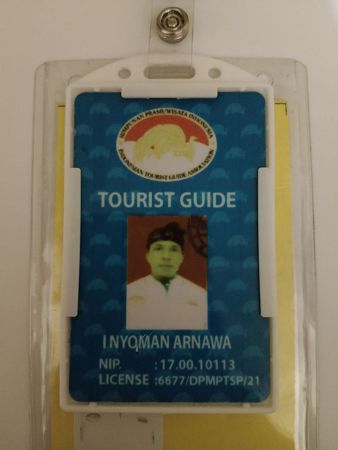 HIMPUNAN PRAMUWISATA INDONESIA
INDONESIAN TOURIST GUIDE ASSOCIATION
TOURIST GUIDE
I NYOMAN ARNAWA
NIP. : 17.00.10113
LICENSE :6677/DPMPTSP/21